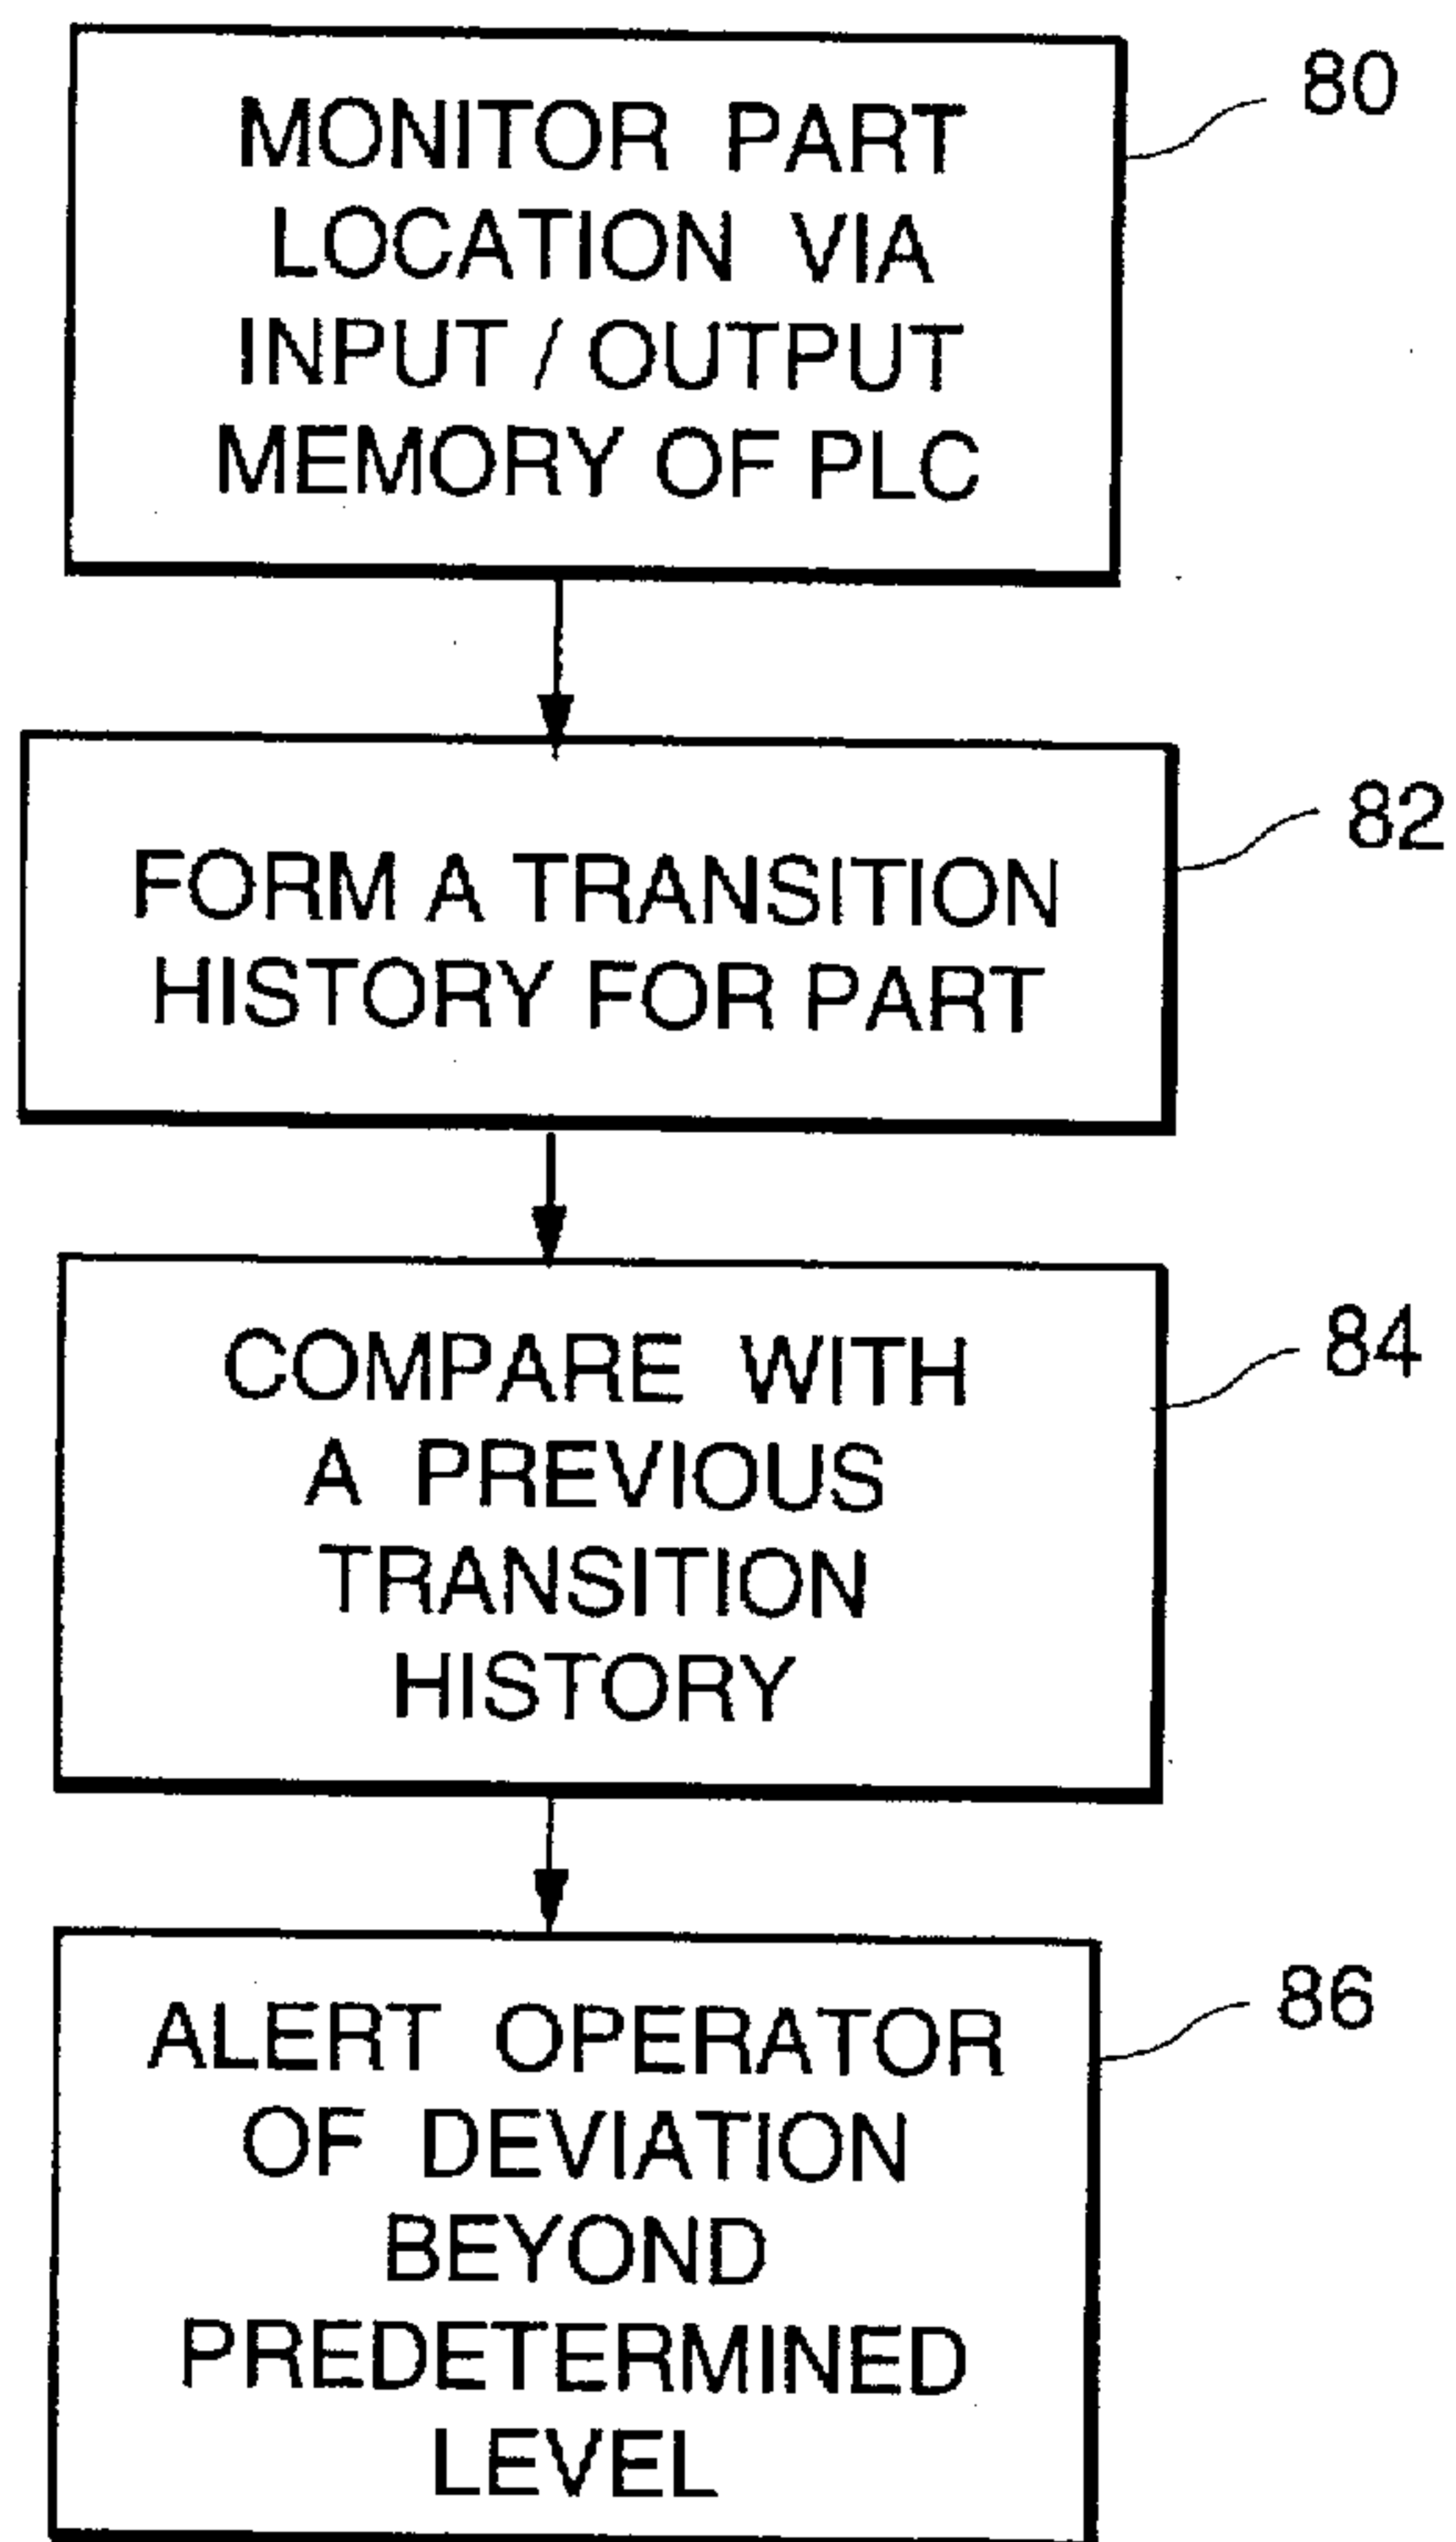 MONITOR PART
LOCATION VIA
INPUT / OUTPUT
MEMORY OF PLC
80
FORM A TRANSITION
HISTORY FOR PART
82
COMPARE WITH
A PREVIOUS
TRANSITION
HISTORY
84
ALERT OPERATOR
OF DEVIATION
BEYOND
PREDETERMINED
LEVEL
86